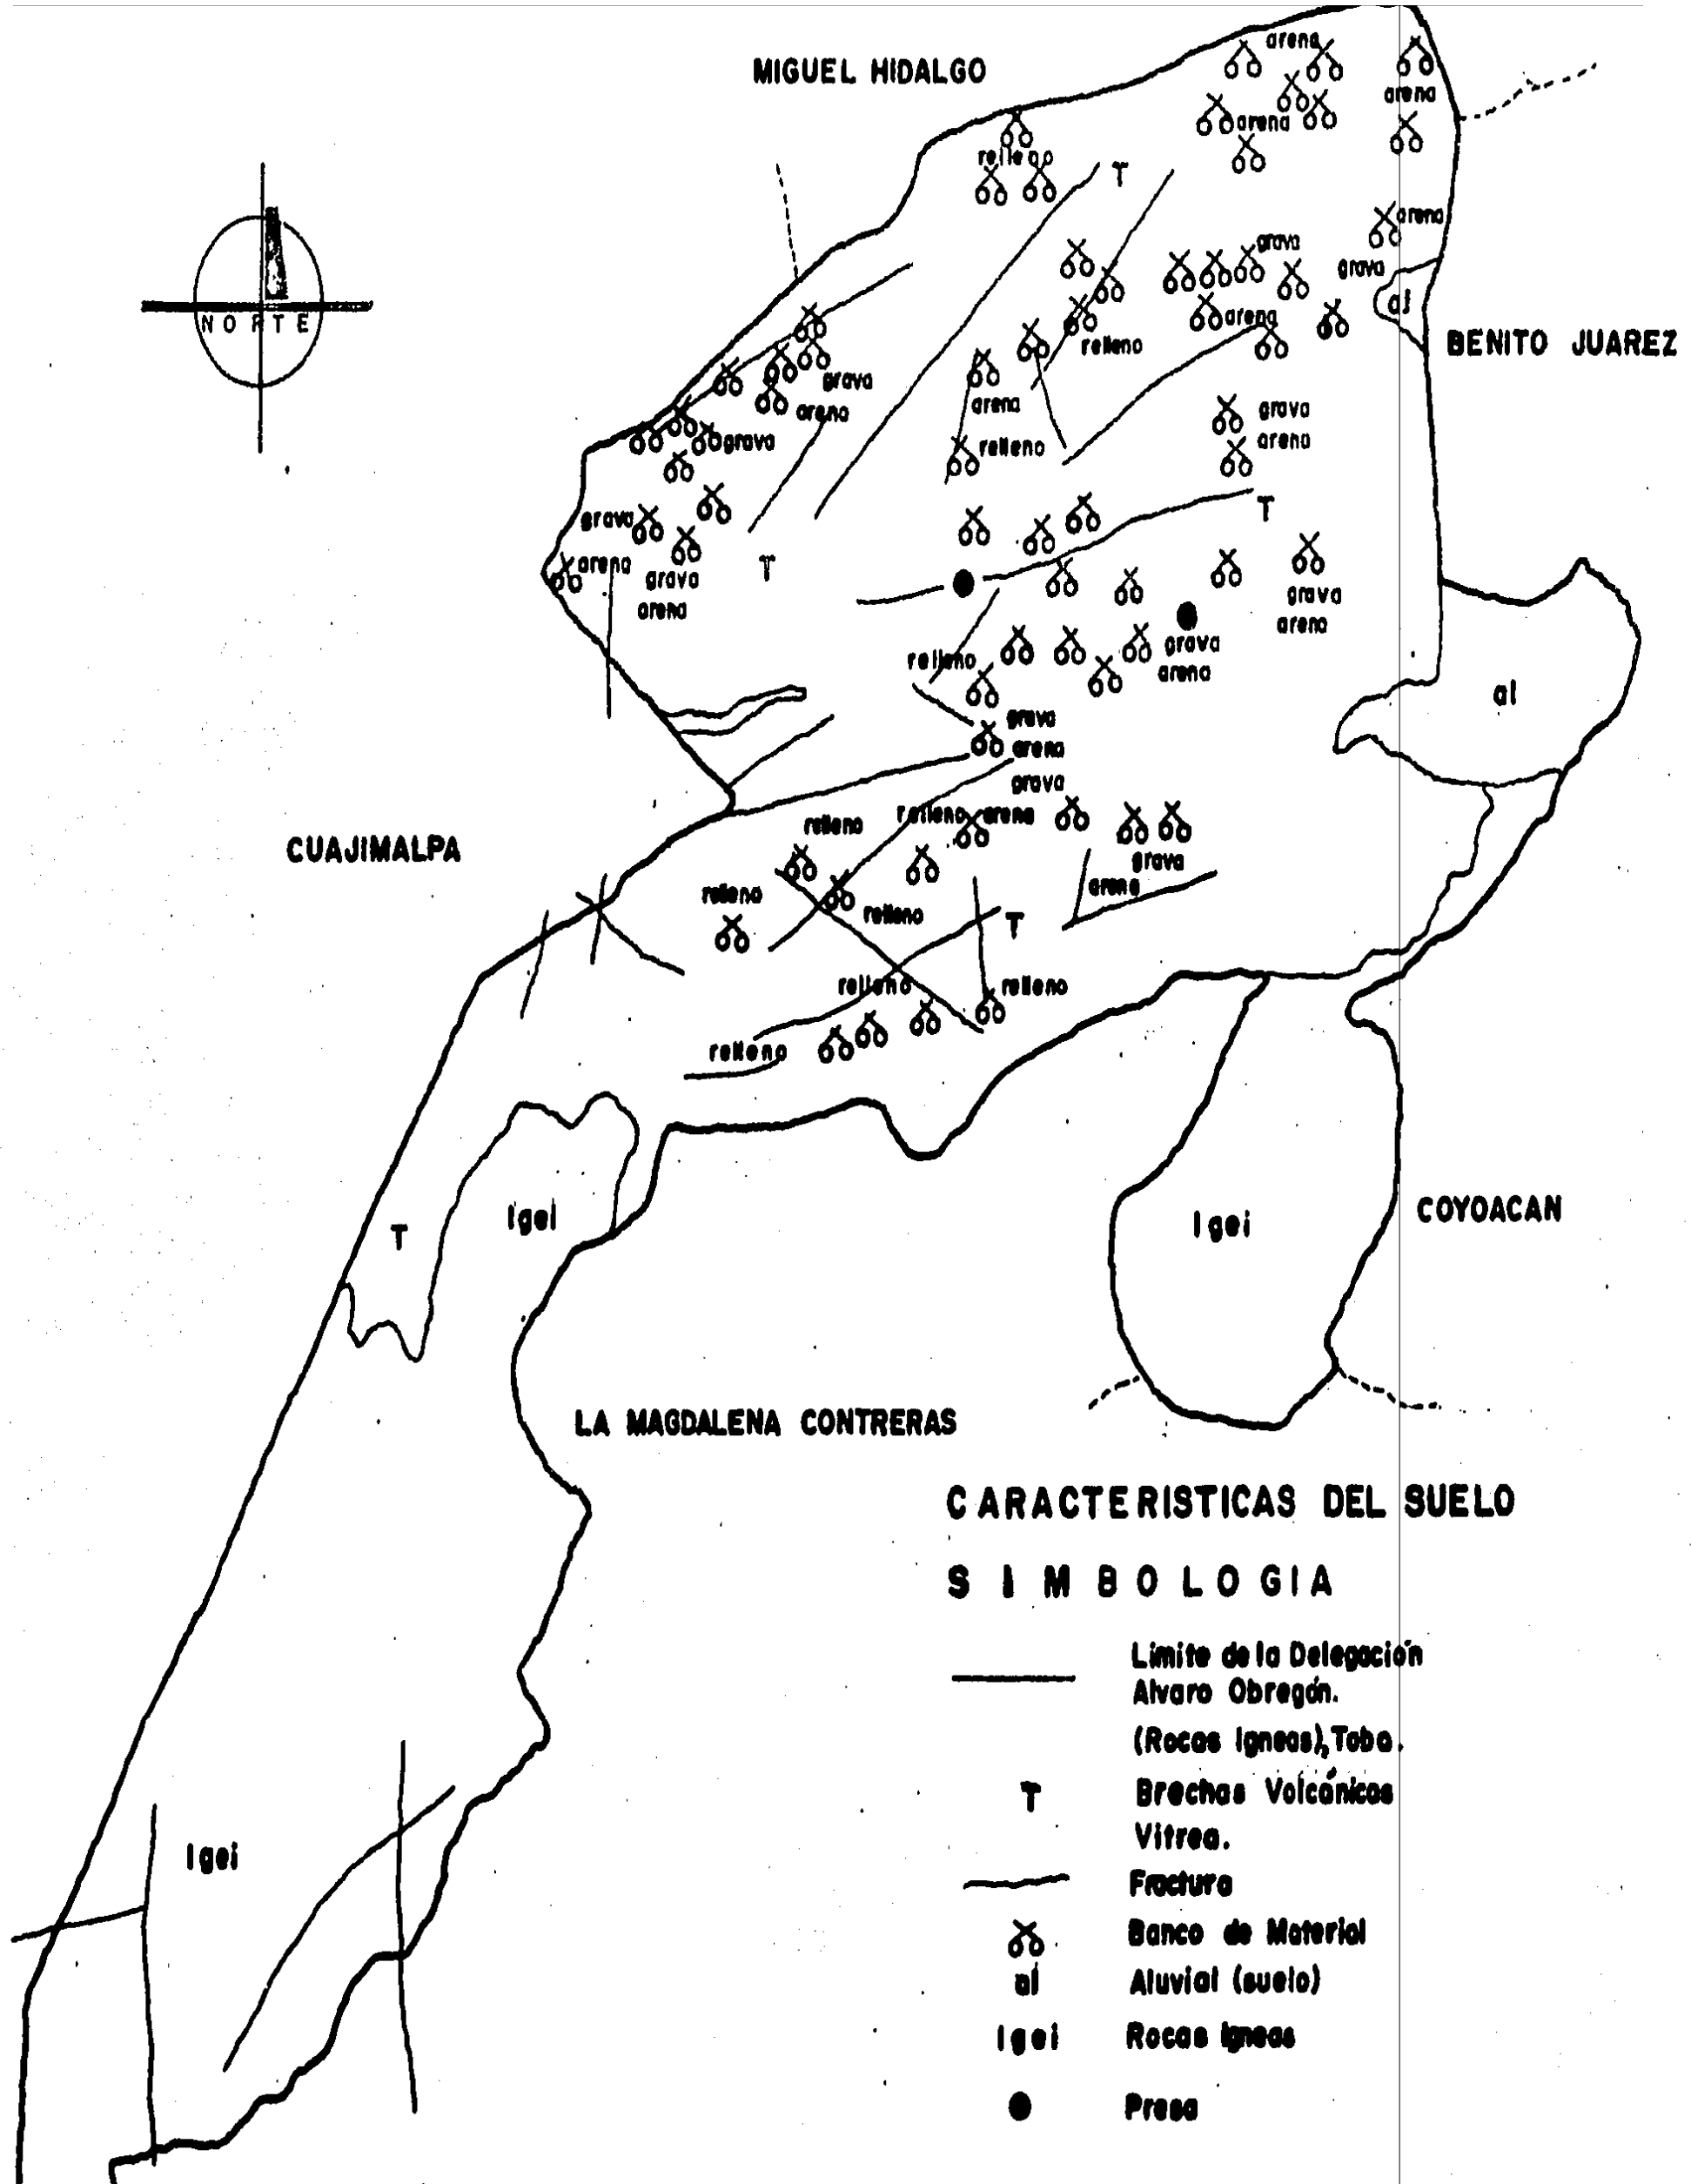 MIGUEL HIDALGO
arena
arena
arena
relleno
T
arena
NORTE
grava
grava
al
arena
relleno
BENITO JUAREZ
grava
arena
arena
grava
grava
arena
relleno
grava
T
arena
T
grava
arena
grava
arena
grava
arena
relleno
al
grava
arena
grava
relleno
relleno
arena
CUAJIMALPA
grava
arena
relleno
relleno
T
relleno
relleno
relleno
Igei
T
Igei
COYOACAN
LA MAGDALENA CONTRERAS
CARACTERISTICAS DEL SUELO
SIMBOLOGIA
Límite de la Delegación
Alvaro Obregón.
(Rocas Igneas), Toba.
T Brechas Volcánicas
Vitrea.
Igei
Fractura
Banco de Material
al Aluvial (suelo)
Igei Rocas Igneas
Presa